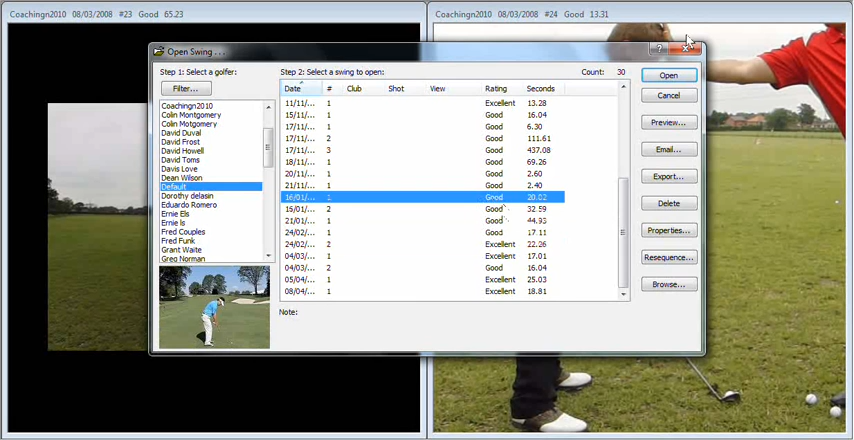 Coachingn2010 08/03/2008 #23 Good 65.23
Coachingn2010 08/03/2008 #24 Good 13.31
Open Swing . . .
?
Step 1: Select a golfer:
Filter...
Coachingn2010
Colin Montgomery
Colin Motgomery
David Duval
David Frost
David Howell
David Toms
Davis Love
Dean Wilson
Default
Dorothy delasin
Eduardo Romero
Ernie Els
Ernie ls
Fred Couples
Fred Funk
Grant Waite
Greg Norman
Step 2: Select a swing to open:
Count: 30
Date # Club Shot View Rating Seconds
11/11/... 1 Excellent 13.28
15/11/... 1 Good 16.04
17/11/... 1 Good 6.30
17/11/... 2 Good 111.61
17/11/... 3 Good 437.08
18/11/... 1 Good 69.26
20/11/... 1 Good 2.60
21/11/... 1 Good 2.40
16/01/... 1 Good 20.02
16/01/... 2 Good 32.59
21/01/... 1 Good 44.93
24/02/... 1 Good 17.11
24/02/... 2 Excellent 22.26
04/03/... 1 Excellent 17.01
04/03/... 2 Good 16.04
05/04/... 1 Excellent 25.03
08/04/... 1 Excellent 18.81
Note:
Open
Cancel
Preview...
Email...
Export...
Delete
Properties...
Resequence...
Browse...